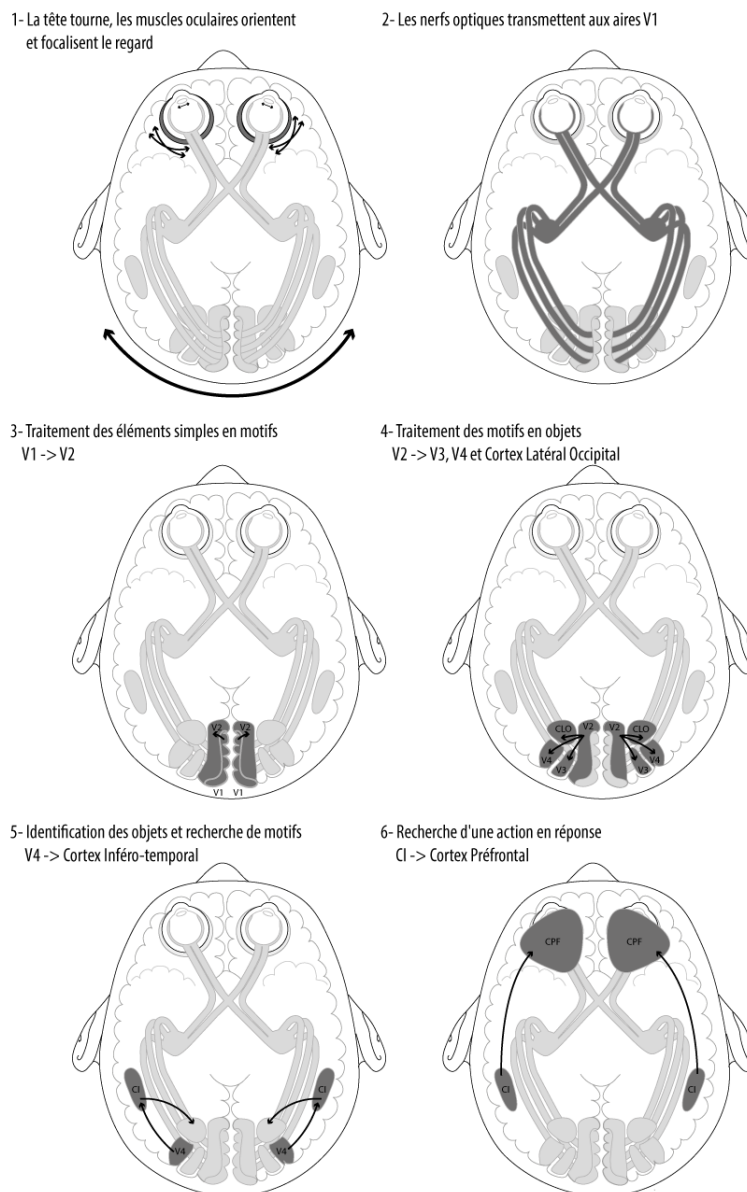 1- La tête tourne, les muscles oculaires orientent
et focalisent le regard
2- Les nerfs optiques transmettent aux aires V1
3- Traitement des éléments simples en motifs
V1 -> V2
V2 V2
V1 V1
4- Traitement des motifs en objets
V2 -> V3, V4 et Cortex Latéral Occipital
CLO V2 V2 CLO
V4 V3 V3 V4
5- Identification des objets et recherche de motifs
V4 -> Cortex Inféro-temporal
CI CI
V4 V4
6- Recherche d'une action en réponse
CI -> Cortex Préfrontal
CPF CPF
CI CI